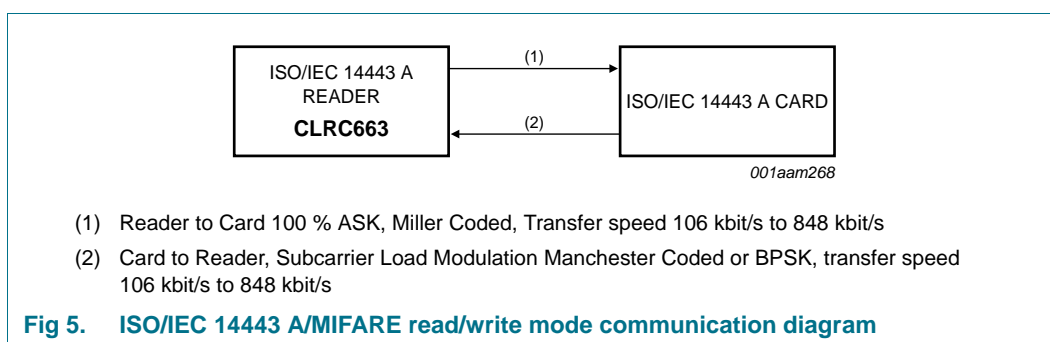 ISO/IEC 14443 A
READER
CLRC663
(1)
(2)
ISO/IEC 14443 A CARD
001aam268
(1) Reader to Card 100 % ASK, Miller Coded, Transfer speed 106 kbit/s to 848 kbit/s
(2) Card to Reader, Subcarrier Load Modulation Manchester Coded or BPSK, transfer speed
106 kbit/s to 848 kbit/s
Fig 5. ISO/IEC 14443 A/MIFARE read/write mode communication diagram